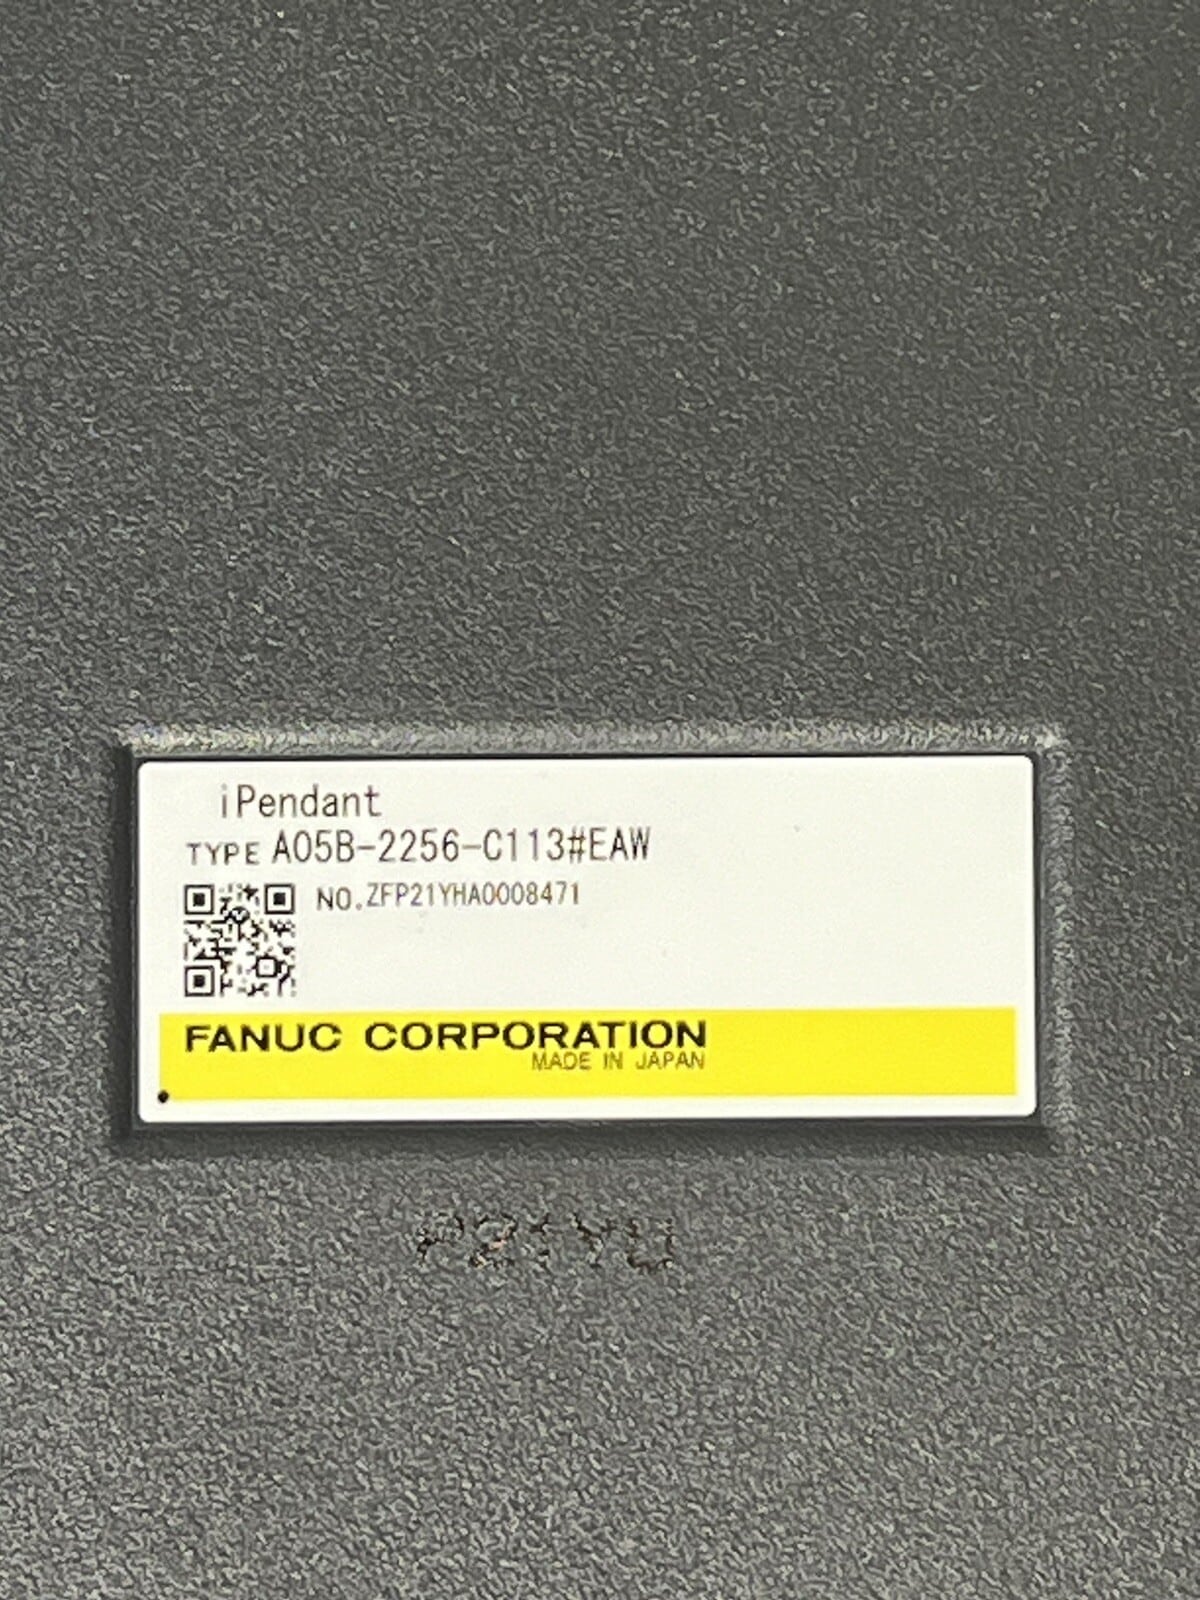 iPendant
TYPE A05B-2256-C113#EAW
NO.ZFP21YHA0008471
FANUC CORPORATION
MADE IN JAPAN